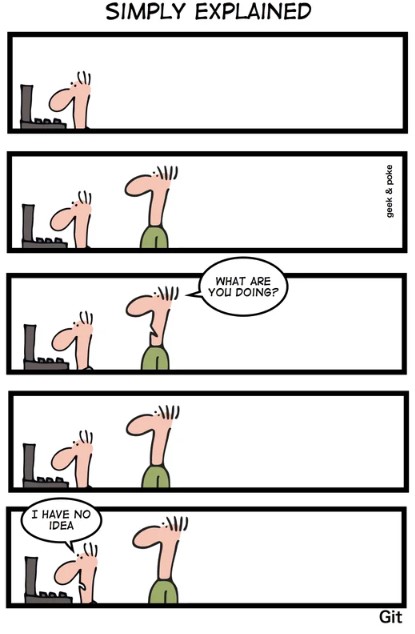 SIMPLY EXPLAINED
geek & poke
WHAT ARE
YOU DOING?
I HAVE NO
IDEA
Git